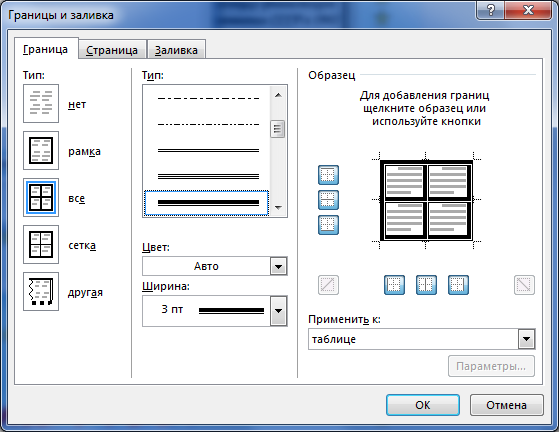 Границы и заливка
?
Граница
Страница
Заливка
Тип:
нет
рамка
все
сетка
другая
Тип:
Цвет:
Авто
Ширина:
3 пт
Образец
Для добавления границ
щелкните образец или
используйте кнопки
Применить к:
таблице
Параметры...
ОК
Отмена